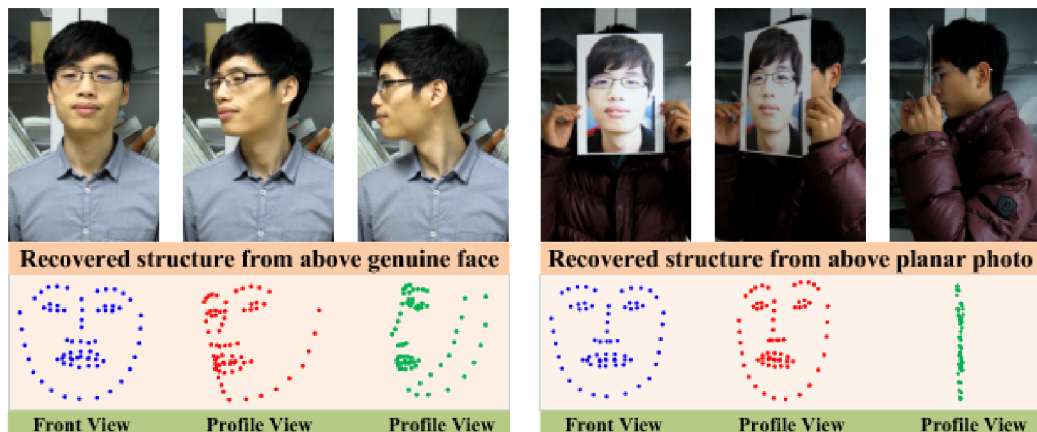 Recovered structure from above genuine face
Front View
Profile View
Profile View
Recovered structure from above planar photo
Front View
Profile View
Profile View